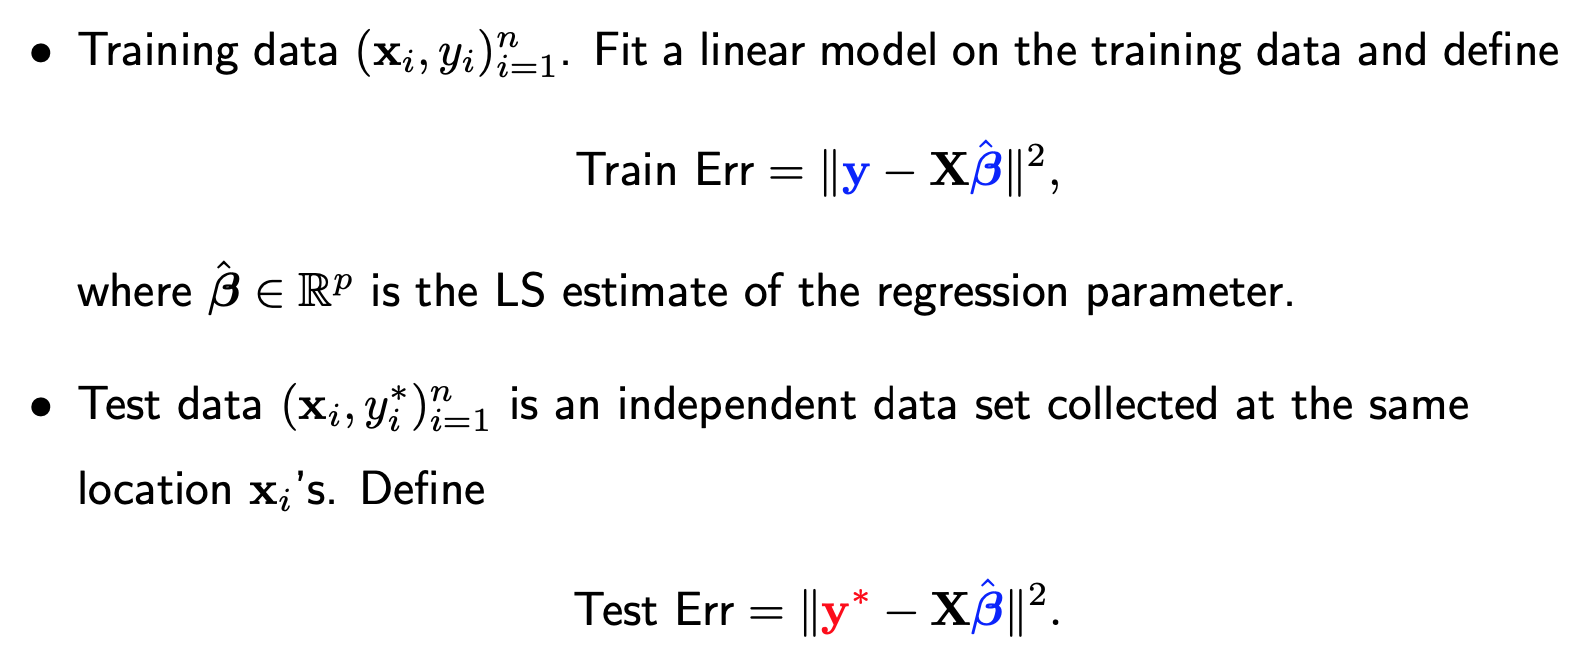 • Training data $(\mathbf{x}_i, y_i)_{i=1}^n$. Fit a linear model on the training data and define
$\text{Train Err} = \|\mathbf{y} - \mathbf{X}\hat{\boldsymbol{\beta}}\|^2,$
where $\hat{\boldsymbol{\beta}} \in \mathbb{R}^p$ is the LS estimate of the regression parameter.
• Test data $(\mathbf{x}_i, y_i^*)_{i=1}^n$ is an independent data set collected at the same
location $\mathbf{x}_i$'s. Define
$\text{Test Err} = \|\mathbf{y}^* - \mathbf{X}\hat{\boldsymbol{\beta}}\|^2.$